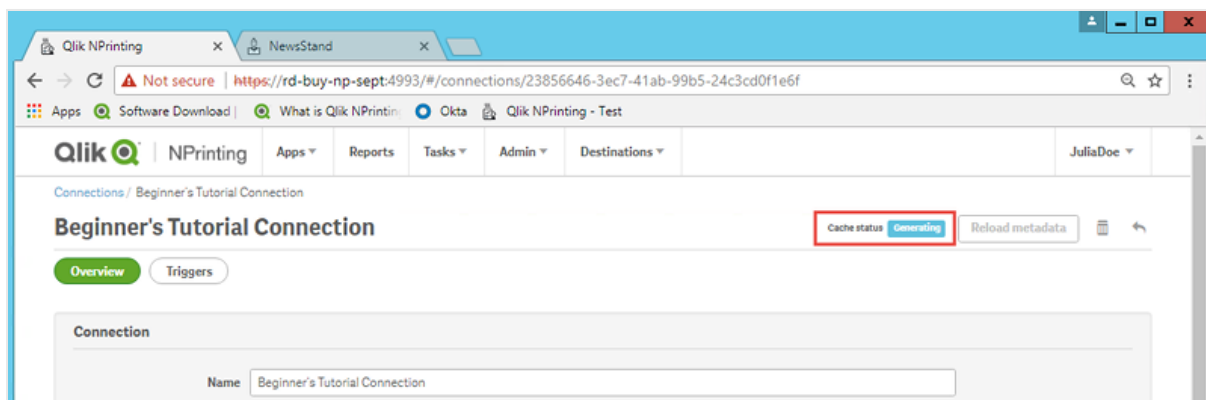 Qlik NPrinting NewsStand
Not secure | https://rd-buy-np-sept:4993/#/connections/23856646-3ec7-41ab-99b5-24c3cd0f1e6f
Apps Software Download | What is Qlik NPrinting Okta Qlik NPrinting - Test
Qlik NPrinting Apps Reports Tasks Admin Destinations JuliaDoe
Connections / Beginner's Tutorial Connection
Beginner's Tutorial Connection Cache status Generating Reload metadata
Overview Triggers
Connection
Name Beginner's Tutorial Connection